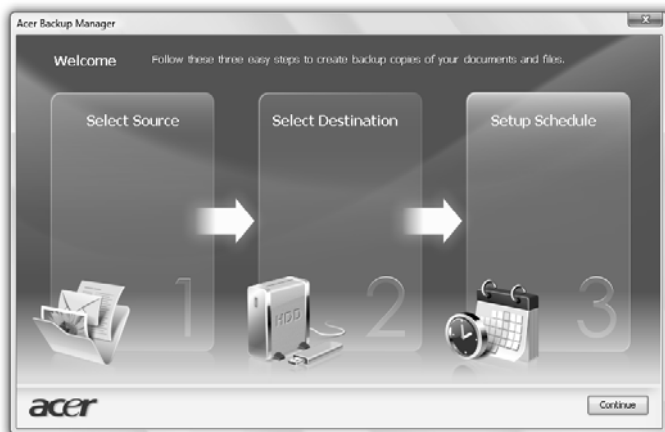 Acer Backup Manager
x
Welcome
Follow these three easy steps to create backup copies of your documents and files.
Select Source
Select Destination
Setup Schedule
HDD
1
2
3
acer
Continue